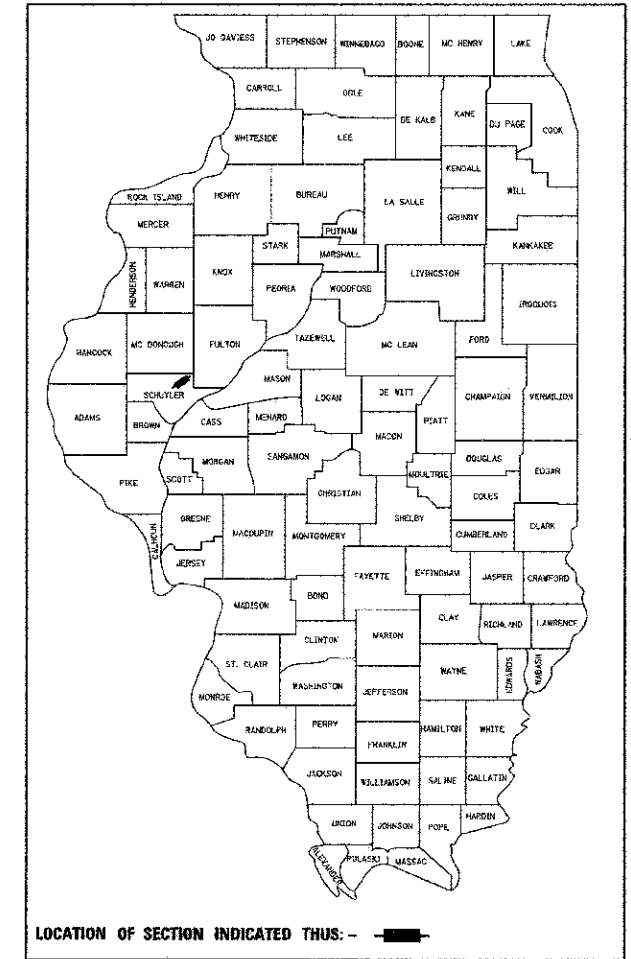 JO DAVIESS
STEPHENSON
WINNEBAGO
BOONE
MC HENRY
LAKE
CARROLL
OGLE
DE KALB
KANE
DU PAGE
COOK
WHITESIDE
LEE
KENDALL
WILL
ROCK ISLAND
HENRY
BUREAU
LA SALLE
GRUNDY
MERCER
PUTNAM
STARK
MARSHALL
KANKAKEE
HENDERSON
WARREN
KNOX
PEORIA
WOODFORD
LIVINGSTON
IROQUOIS
HANCOCK
MC DONOUGH
FULTON
TAZEWELL
MC LEAN
FORD
SCHUYLER
MASON
LOGAN
DE WITT
CHAMPAIGN
VERMILION
ADAMS
BROWN
CASS
MENARD
PIATT
MACON
PIKE
SCOTT
MORGAN
SANGAMON
MOULTRIE
DOUGLAS
EDGAR
CHRISTIAN
COLES
CALHOUN
GREENE
MACOUPIN
MONTGOMERY
SHELBY
CUMBERLAND
CLARK
JERSEY
FAYETTE
EFFINGHAM
JASPER
CRAWFORD
MADISON
BOND
CLAY
RICHLAND
LAWRENCE
CLINTON
MARION
ST. CLAIR
WAYNE
EDWARDS
WABASH
WASHINGTON
JEFFERSON
MONROE
RANDOLPH
PERRY
HAMILTON
WHITE
FRANKLIN
JACKSON
WILLIAMSON
SALINE
GALLATIN
UNION
JOHNSON
POPE
HARDIN
ALEXANDER
PULASKI
MASSAC
LOCATION OF SECTION INDICATED THUS: -